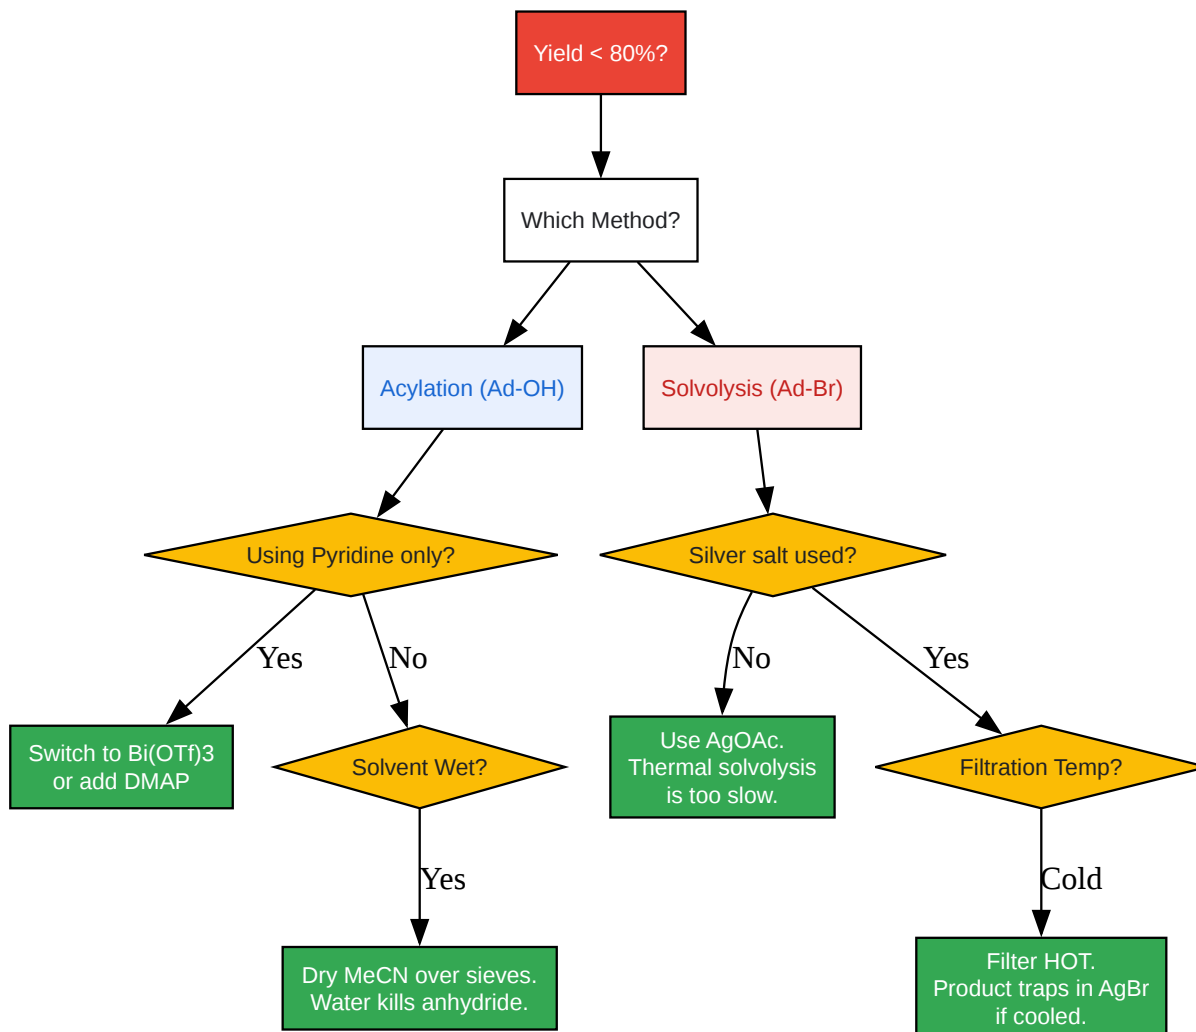 Yield < 80%?
Which Method?
Acylation (Ad-OH)
Solvolysis (Ad-Br)
Using Pyridine only?
Silver salt used?
Yes
No
No
Yes
Switch to Bi(OTf)3
or add DMAP
Solvent Wet?
Use AgOAc.
Thermal solvolysis
is too slow.
Filtration Temp?
Yes
Cold
Dry MeCN over sieves.
Water kills anhydride.
Filter HOT.
Product traps in AgBr
if cooled.